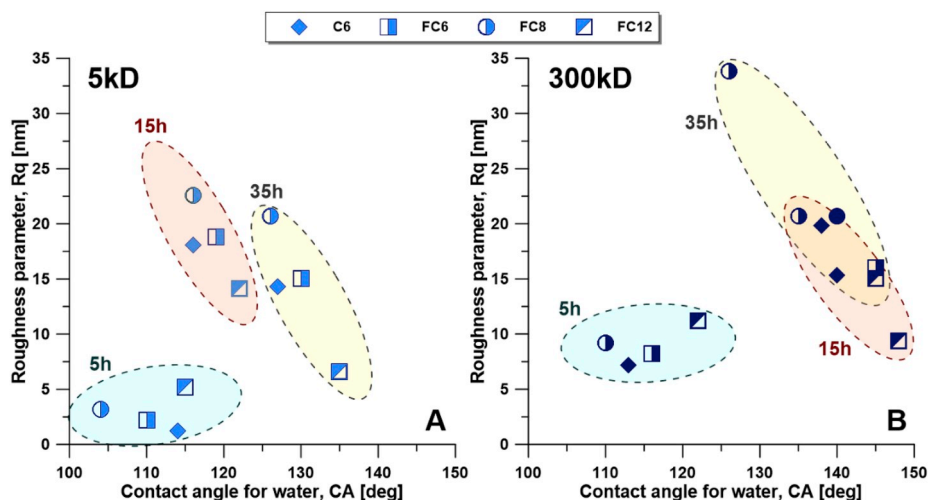 C6 FC6 FC8 FC12
5kD
300kD
Roughness parameter, Rq [nm]
35
30
25
20
15
10
5
0
15h
35h
5h
A
100 110 120 130 140 150
Contact angle for water, CA [deg]
Roughness parameter, Rq [nm]
35
30
25
20
15
10
5
0
35h
5h
15h
B
100 110 120 130 140 150
Contact angle for water, CA [deg]